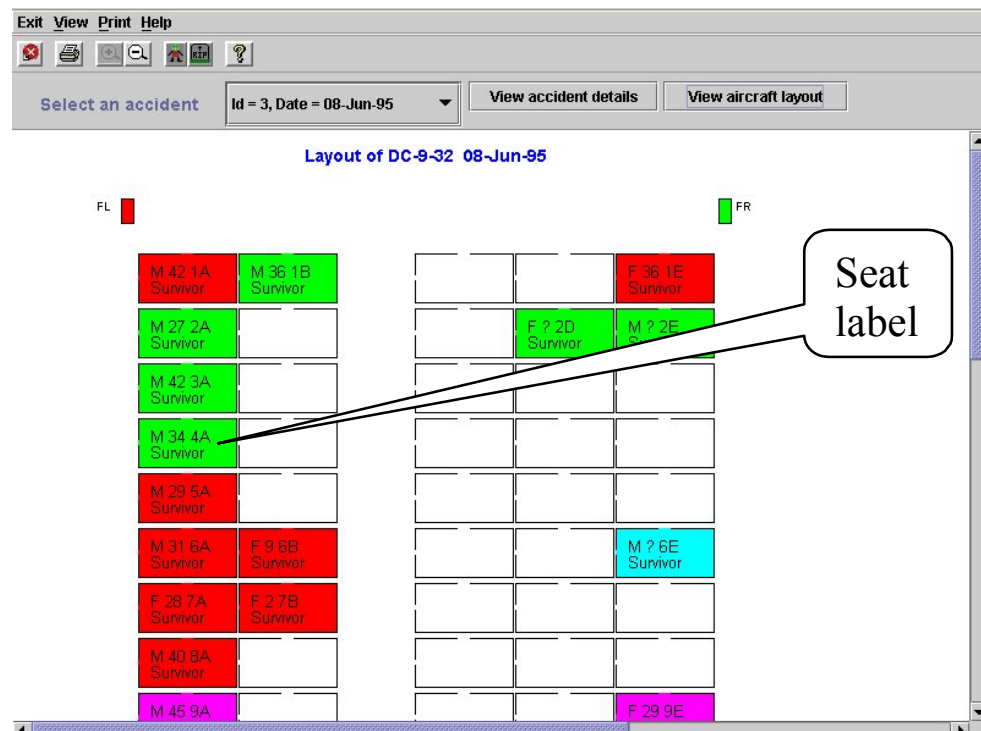 Exit View Print Help
RIP
Select an accident
Id = 3, Date = 08-Jun-95
View accident details
View aircraft layout
Layout of DC-9-32 08-Jun-95
FL
FR
M 42 1A
Survivor
M 36 1B
Survivor
F 36 1E
Survivor
Seat
label
M 27 2A
Survivor
F ? 2D
Survivor
M ? 2E
M 42 3A
Survivor
M 34 4A
Survivor
M 29 5A
Survivor
M 31 6A
Survivor
F 9 6B
Survivor
M ? 6E
Survivor
F 28 7A
Survivor
F 2 7B
Survivor
M 40 8A
Survivor
M 45 9A
F 29 9E